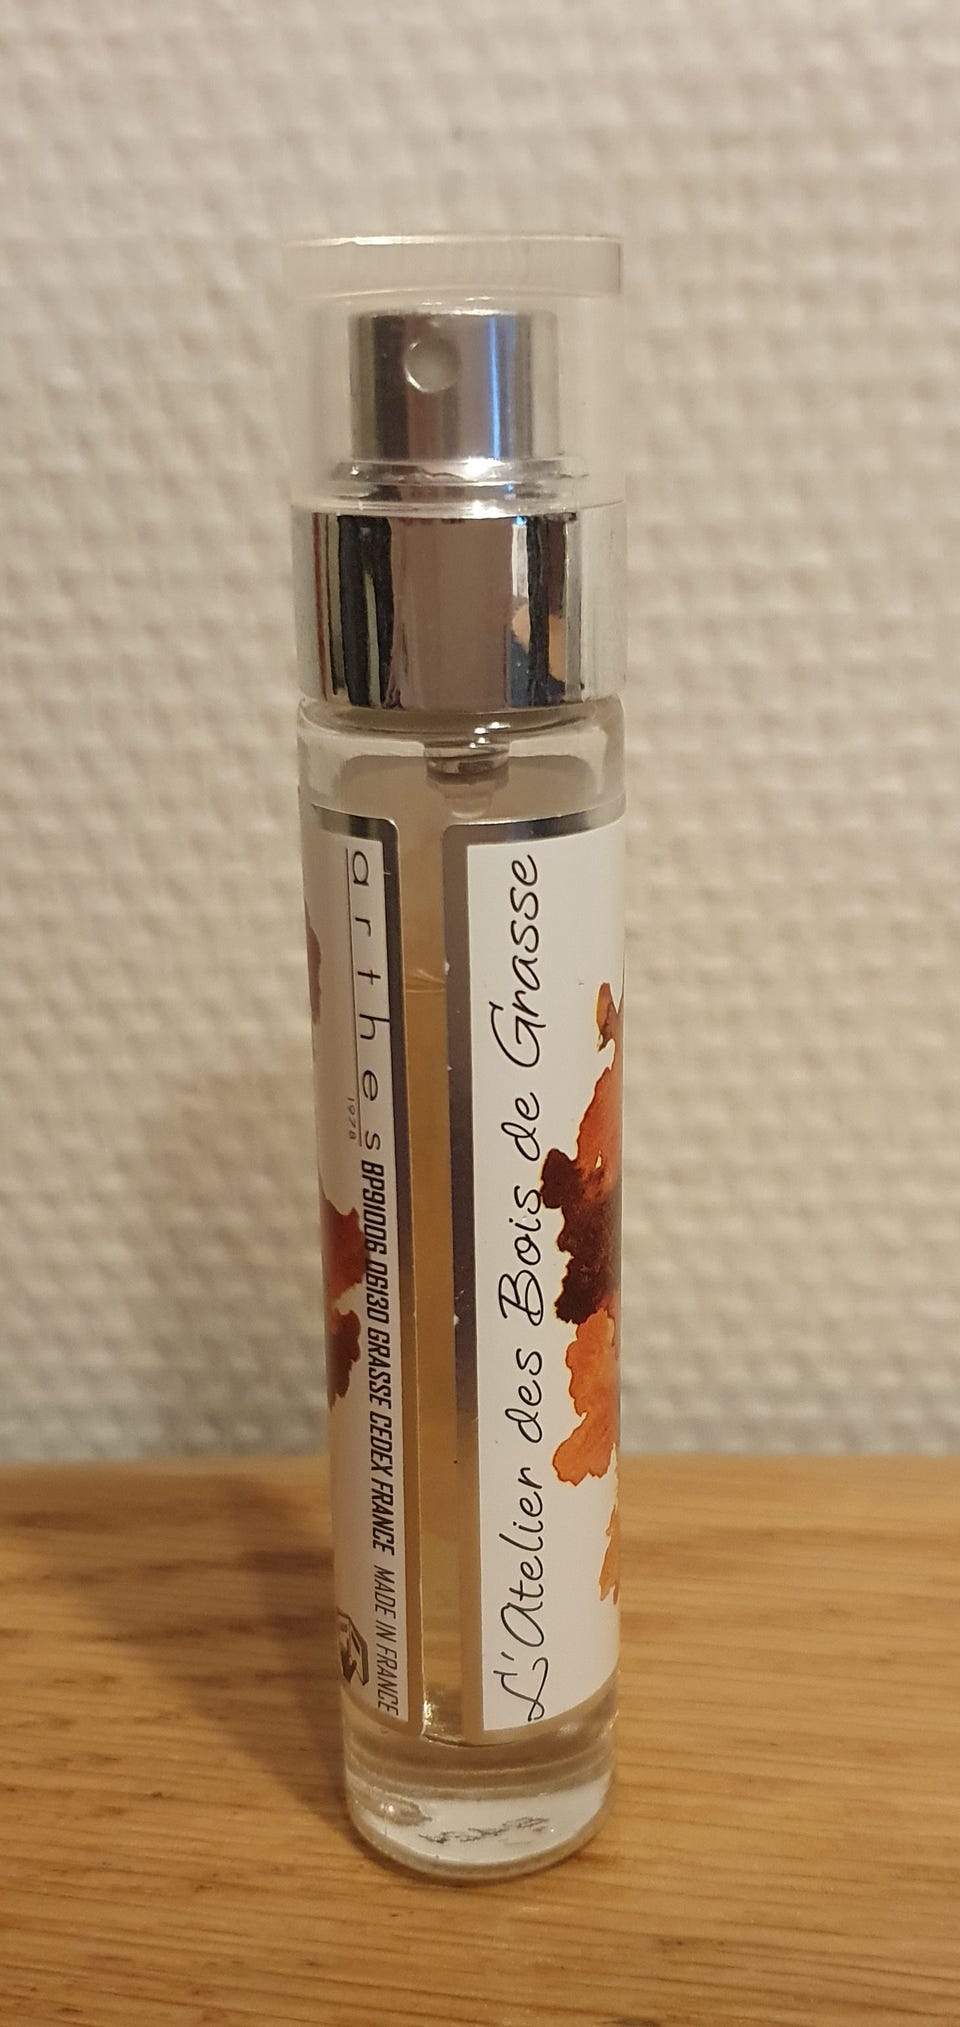 arthes
1978
BP91006 06130 GRASSE CEDEX FRANCE MADE IN FRANCE
L'Atelier des Bois de Grasse